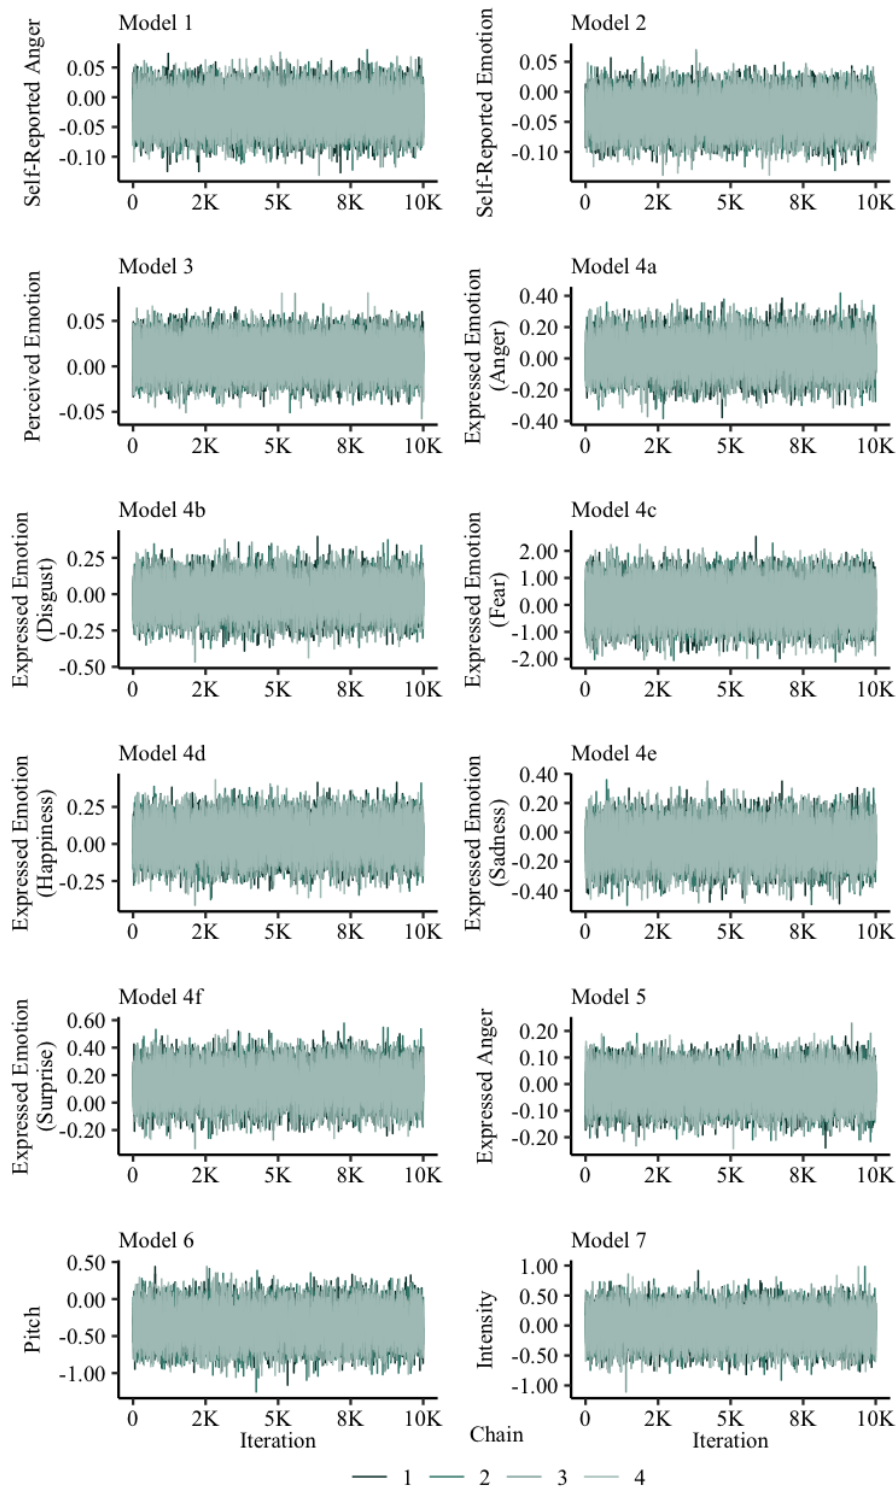 Model 1
Self-Reported Anger
0.05
0.00
-0.05
-0.10
0 2K 5K 8K 10K
Model 2
Self-Reported Emotion
0.05
0.00
-0.05
-0.10
0 2K 5K 8K 10K
Model 3
Perceived Emotion
0.05
0.00
-0.05
0 2K 5K 8K 10K
Model 4a
Expressed Emotion
(Anger)
0.40
0.20
0.00
-0.20
-0.40
0 2K 5K 8K 10K
Model 4b
Expressed Emotion
(Disgust)
0.25
0.00
-0.25
-0.50
0 2K 5K 8K 10K
Model 4c
Expressed Emotion
(Fear)
2.00
1.00
0.00
-1.00
-2.00
0 2K 5K 8K 10K
Model 4d
Expressed Emotion
(Happiness)
0.25
0.00
-0.25
0 2K 5K 8K 10K
Model 4e
Expressed Emotion
(Sadness)
0.40
0.20
0.00
-0.20
-0.40
0 2K 5K 8K 10K
Model 4f
Expressed Emotion
(Surprise)
0.60
0.40
0.20
0.00
-0.20
0 2K 5K 8K 10K
Model 5
Expressed Anger
0.20
0.10
0.00
-0.10
-0.20
0 2K 5K 8K 10K
Model 6
Pitch
0.50
0.00
-0.50
-1.00
0 2K 5K 8K 10K
Iteration
Model 7
Intensity
1.00
0.50
0.00
-0.50
-1.00
0 2K 5K 8K 10K
Iteration
Chain
1 2 3 4